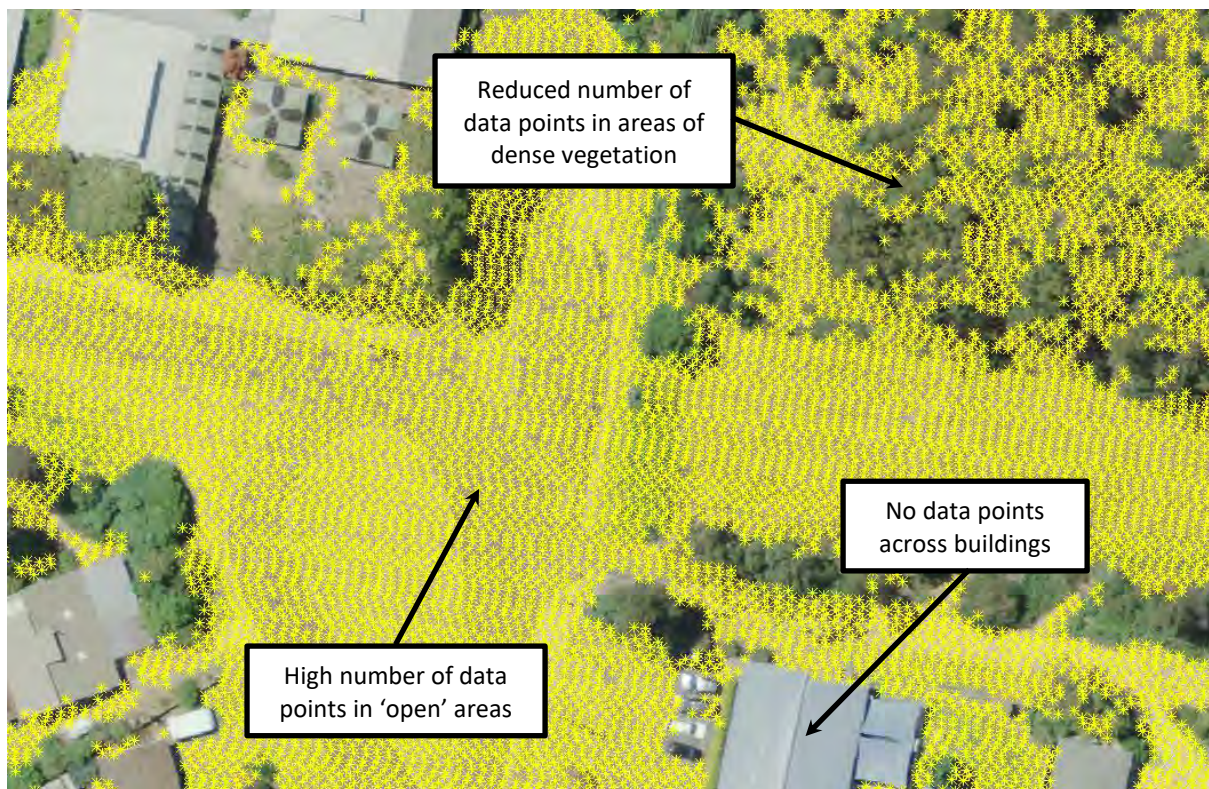 Reduced number of
data points in areas of
dense vegetation
No data points
across buildings
High number of data
points in ‘open’ areas